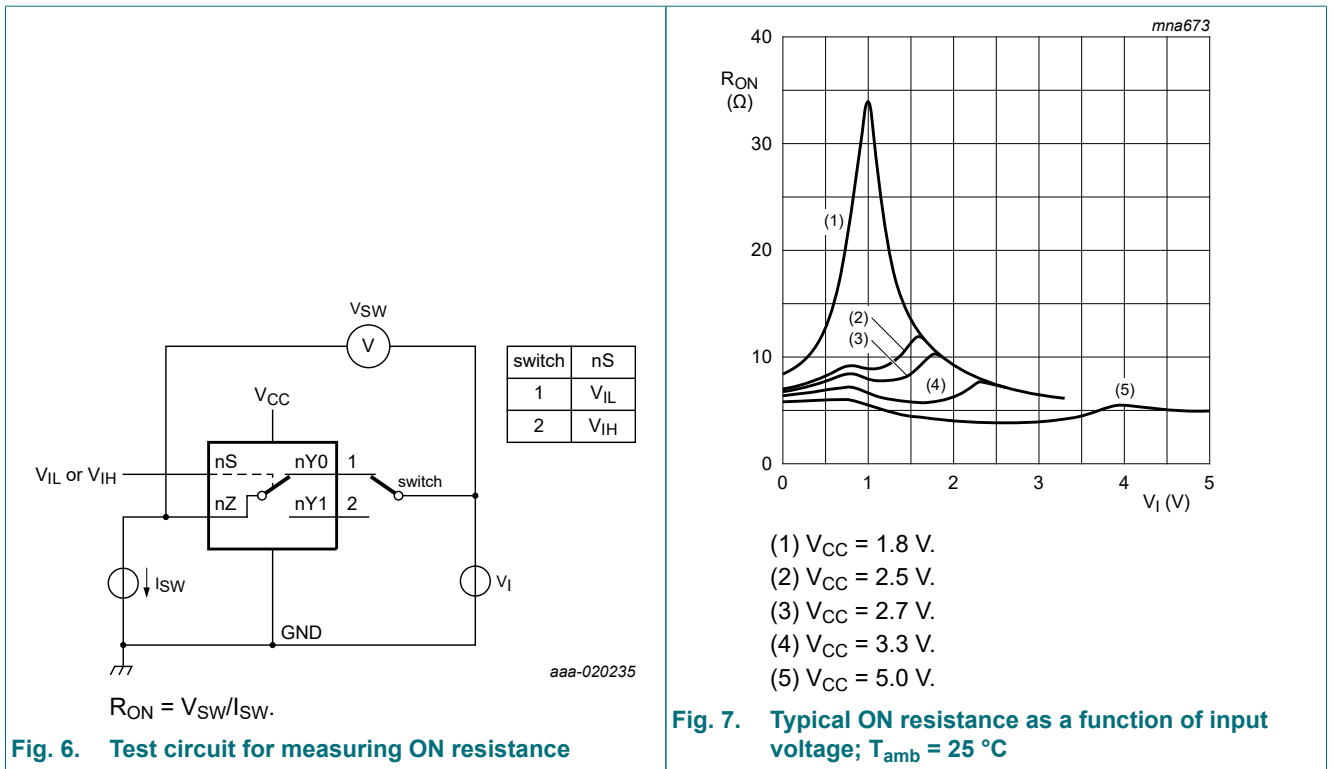 VSW
V
switch nS
1 VIL
2 VIH
VCC
VIL or VIH
nS nY0 1
switch
nZ nY1 2
ISW
VI
GND
aaa-020235
RON = VSW/ISW.
Fig. 6. Test circuit for measuring ON resistance
mna673
40
RON
(Ω)
30
(1)
20
(2)
(3)
10
(4)
(5)
0
0 1 2 3 4 5
VI (V)
(1) VCC = 1.8 V.
(2) VCC = 2.5 V.
(3) VCC = 2.7 V.
(4) VCC = 3.3 V.
(5) VCC = 5.0 V.
Fig. 7. Typical ON resistance as a function of input
voltage; Tamb = 25 °C